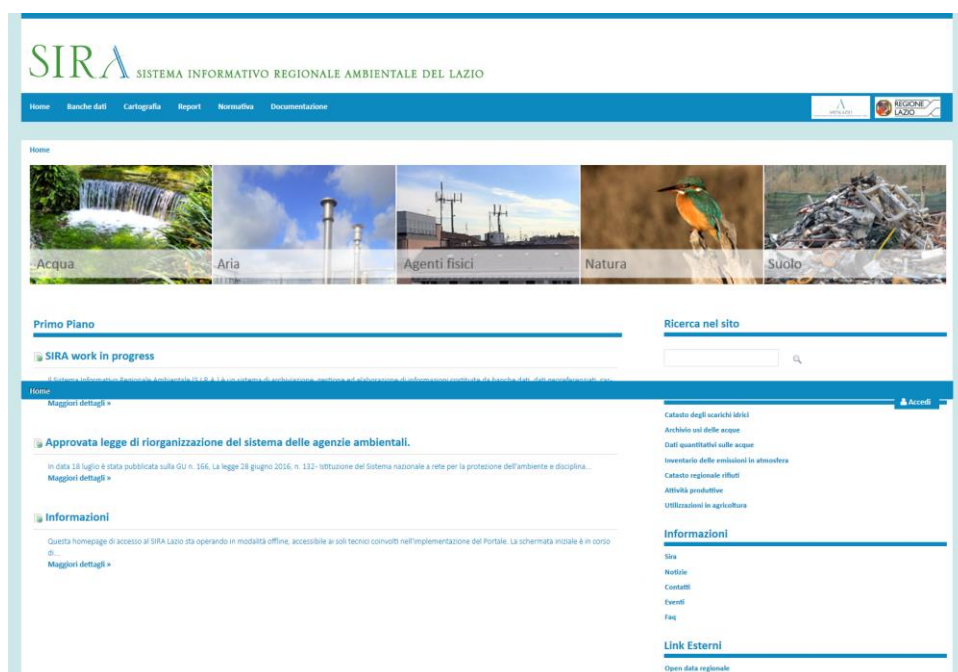 SIRA SISTEMA INFORMATIVO REGIONALE AMBIENTALE DEL LAZIO
Home Banche dati Cartografia Report Normativa Documentazione
REGIONE
LAZIO
Home
Acqua Aria Agenti fisici Natura Suolo
Primo Piano
SIRA work in progress
Home
Maggiori dettagli »
Approvata legge di riorganizzazione del sistema delle agenzie ambientali.
In data 18 luglio è stata pubblicata sulla GU n. 166, La legge 28 giugno 2016, n. 132- Istituzione del Sistema nazionale a rete per la protezione dell'ambiente e disciplina...
Maggiori dettagli »
Informazioni
Questa homepage di accesso al SIRA Lazio sta operando in modalità offline, accessibile ai soli tecnici coinvolti nell'implementazione del Portale. La schermata iniziale è in corso
di...
Maggiori dettagli »
Ricerca nel sito
Accedi
Catasto degli scarichi idrici
Archivio usi delle acque
Dati quantitativi sulle acque
Inventario delle emissioni in atmosfera
Catasto regionale rifiuti
Attività produttive
Utilizzazioni in agricoltura
Informazioni
Sira
Notizie
Contatti
Eventi
Faq
Link Esterni
Open data regionale